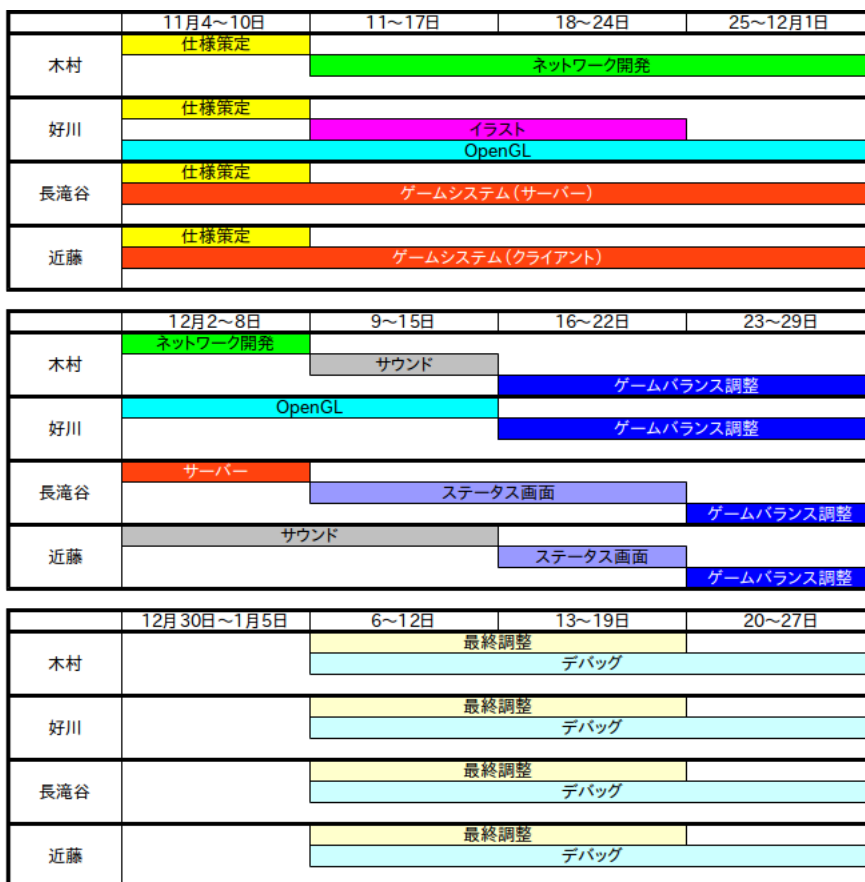 11月4～10日 11～17日 18～24日 25～12月1日
仕様策定
木村 ネットワーク開発
仕様策定
好川 イラスト
OpenGL
仕様策定
長滝谷 ゲームシステム（サーバー）
仕様策定
近藤 ゲームシステム（クライアント）
12月2～8日 9～15日 16～22日 23～29日
ネットワーク開発
木村 サウンド
ゲームバランス調整
OpenGL
好川 ゲームバランス調整
サーバー
長滝谷 ステータス画面
ゲームバランス調整
サウンド
近藤 ステータス画面
ゲームバランス調整
12月30日～1月5日 6～12日 13～19日 20～27日
最終調整
木村 デバッグ
最終調整
好川 デバッグ
最終調整
長滝谷 デバッグ
最終調整
近藤 デバッグ